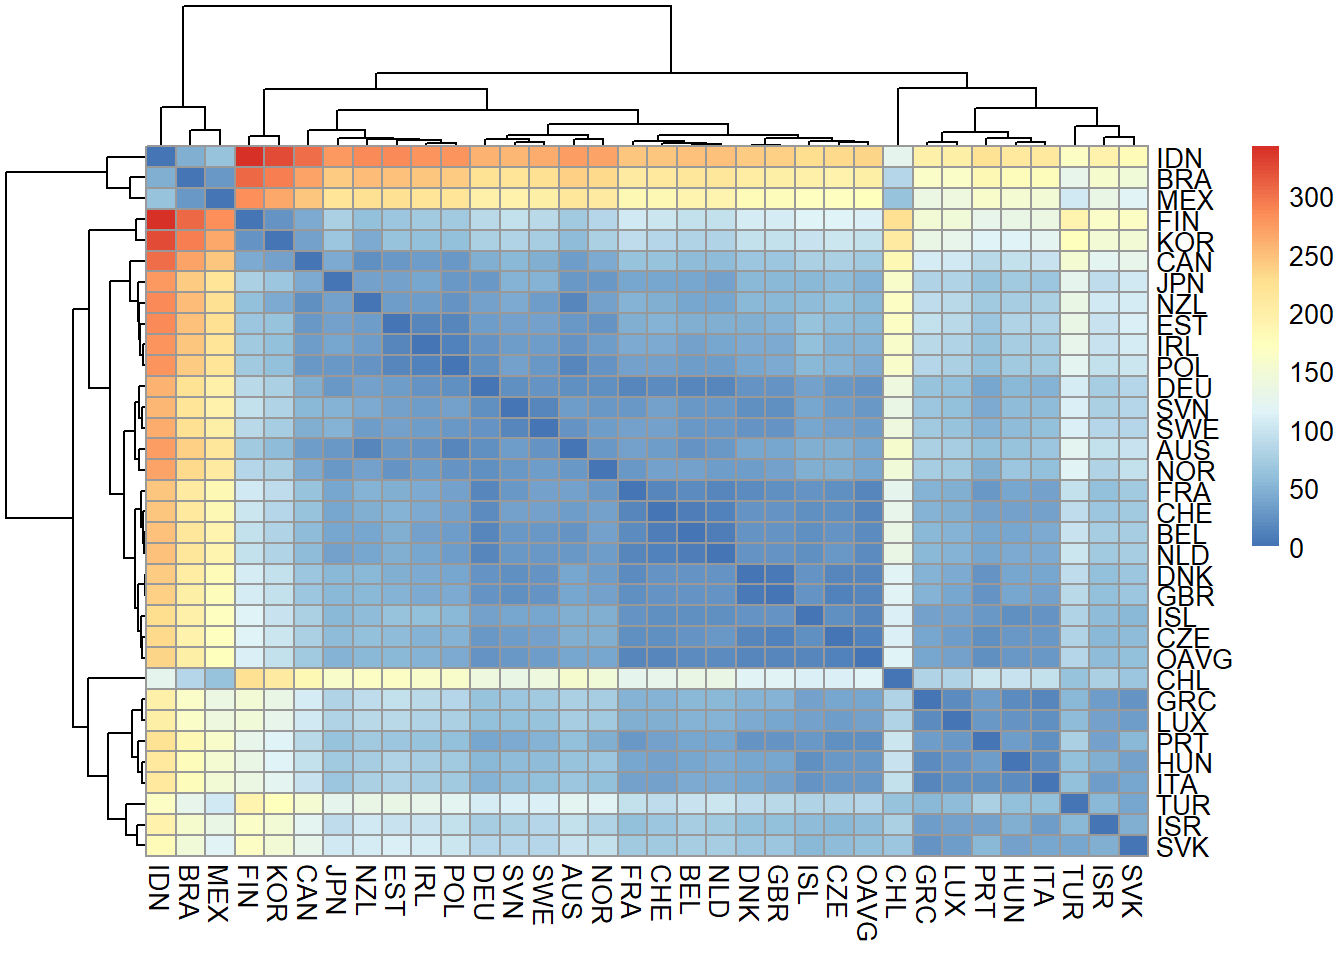 IDN
BRA
MEX
FIN
KOR
CAN
JPN
NZL
EST
IRL
POL
DEU
SVN
SWE
AUS
NOR
FRA
CHE
BEL
NLD
DNK
GBR
ISL
CZE
OAVG
CHL
GRC
LUX
PRT
HUN
ITA
TUR
ISR
SVK
300
250
200
150
100
50
0
IDN BRA MEX FIN KOR CAN JPN NZL EST IRL POL DEU SVN SWE AUS NOR FRA CHE BEL NLD DNK GBR ISL CZE OAVG CHL GRC LUX PRT HUN ITA TUR ISR SVK